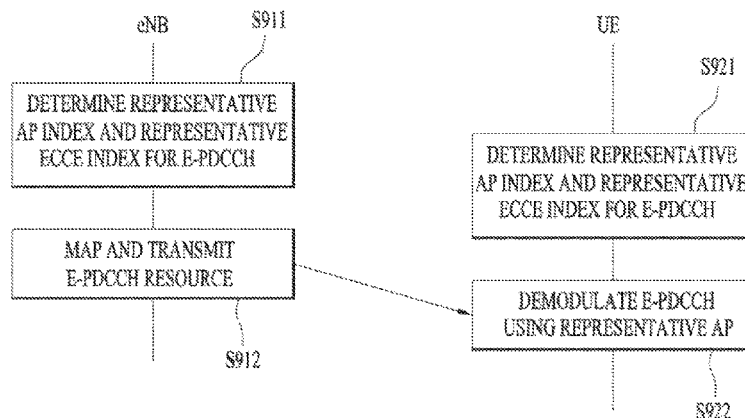 eNB
S911
UE
DETERMINE REPRESENTATIVE
AP INDEX AND REPRESENTATIVE
ECCE INDEX FOR E-PDCCH
S921
DETERMINE REPRESENTATIVE
AP INDEX AND REPRESENTATIVE
ECCE INDEX FOR E-PDCCH
MAP AND TRANSMIT
E-PDCCH RESOURCE
S912
DEMODULATE E-PDCCH
USING REPRESENTATIVE AP
S922